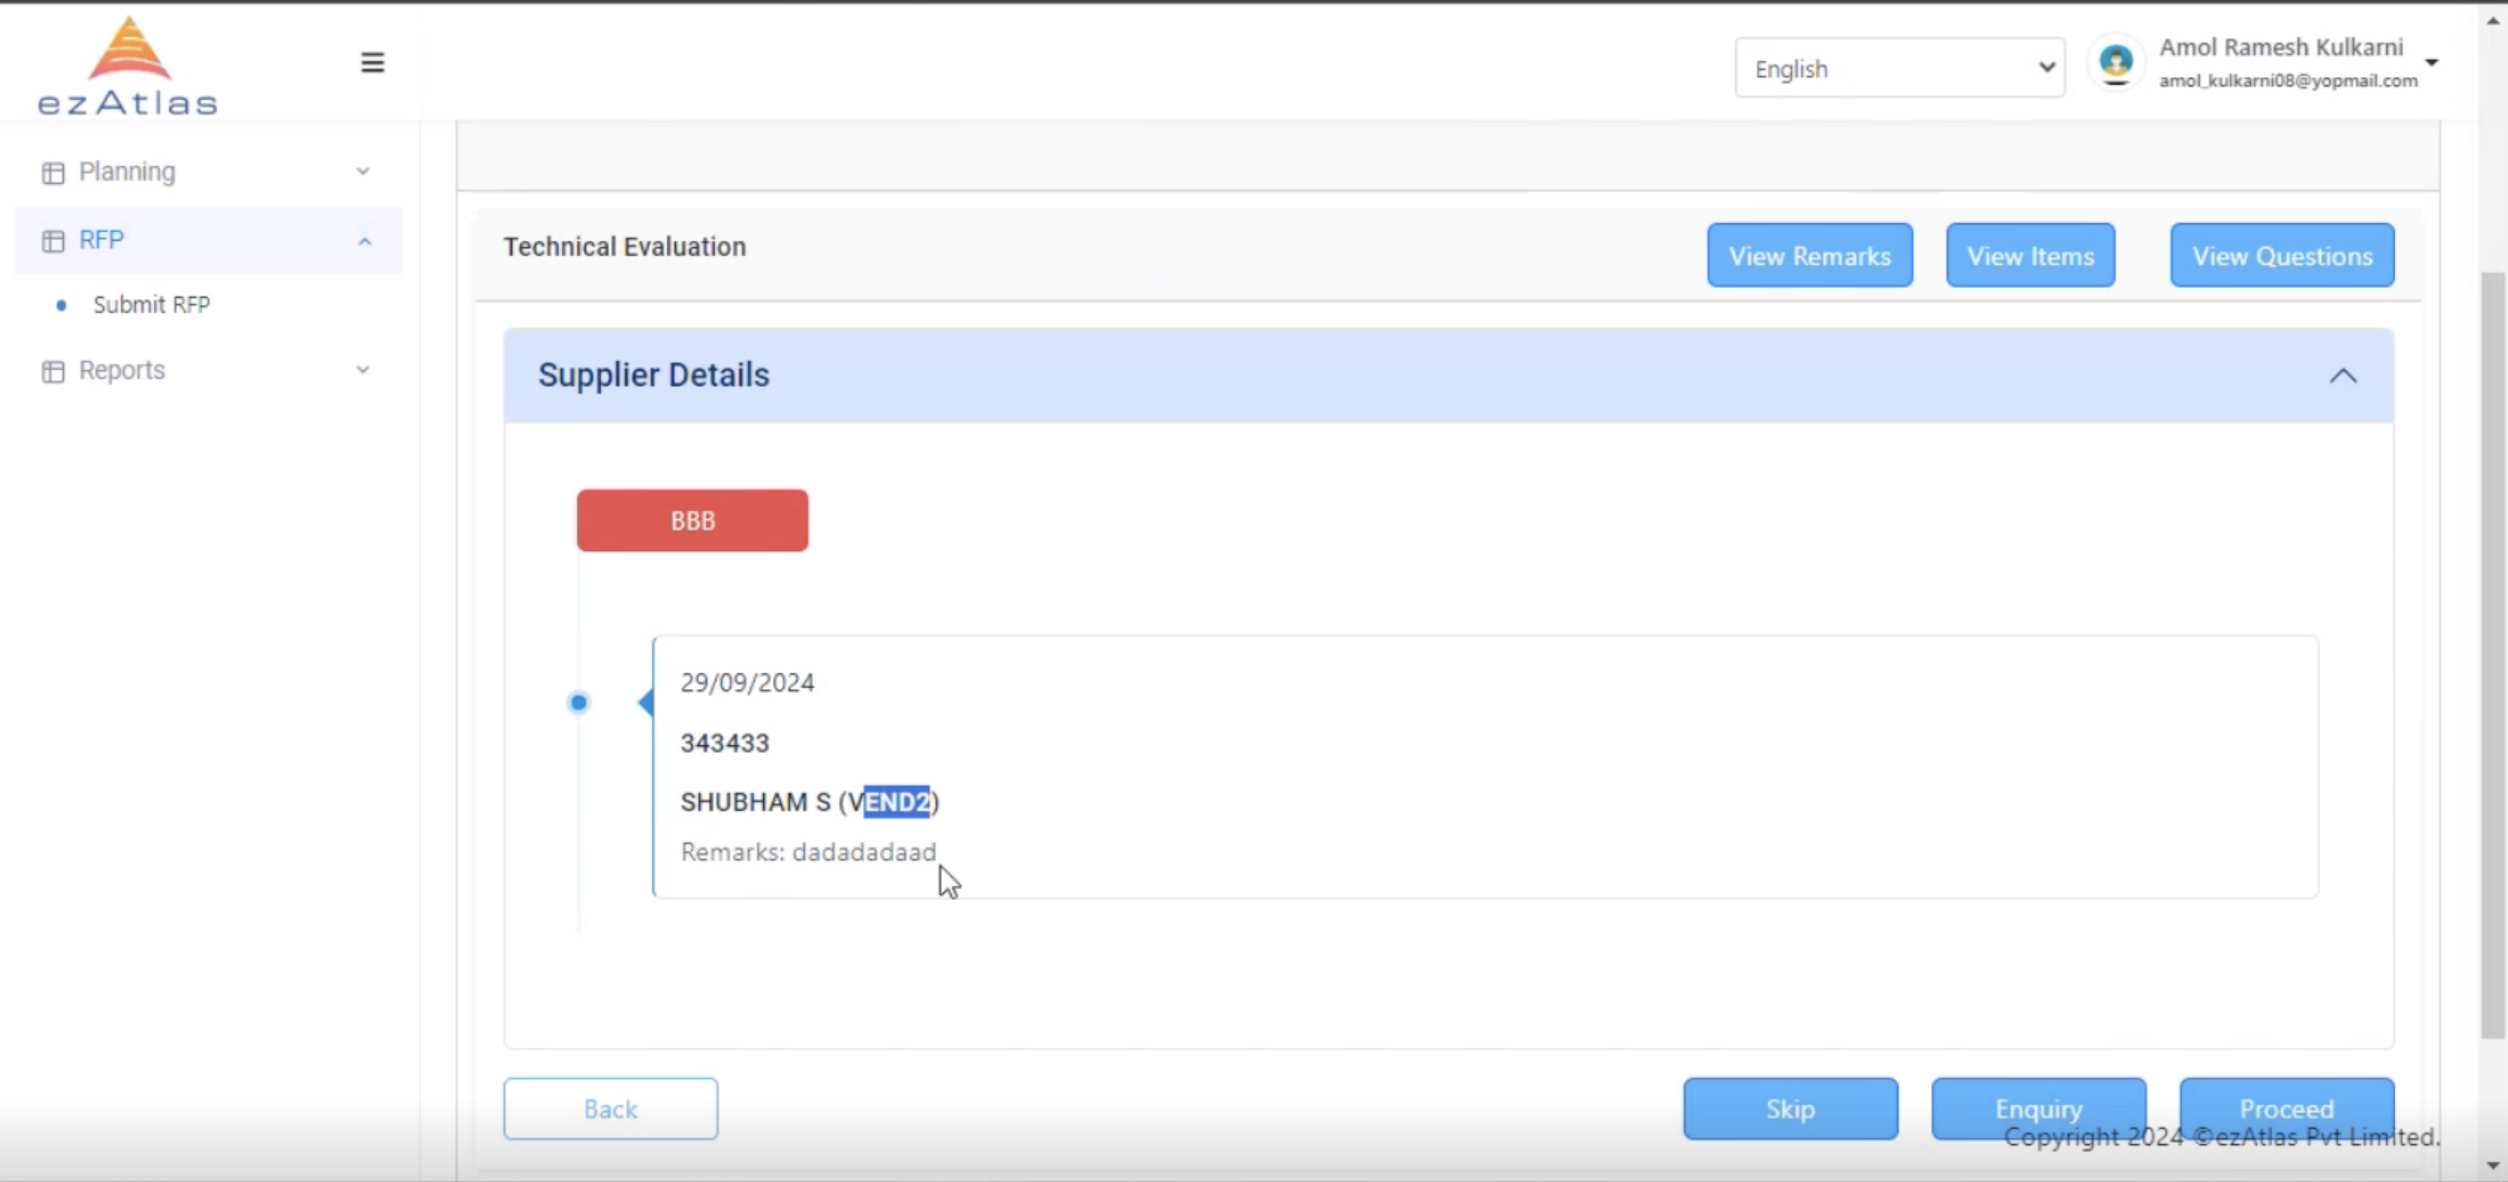 ezAtlas
English
Amol Ramesh Kulkarni
amol_kulkarni08@yopmail.com
Planning
RFP
Submit RFP
Reports
Technical Evaluation
View Remarks
View Items
View Questions
Supplier Details
BBB
29/09/2024
343433
SHUBHAM S (VEND2)
Remarks: dadadadaad
Back
Skip
Enquiry
Proceed
Copyright 2024 ©ezAtlas Pvt Limited.